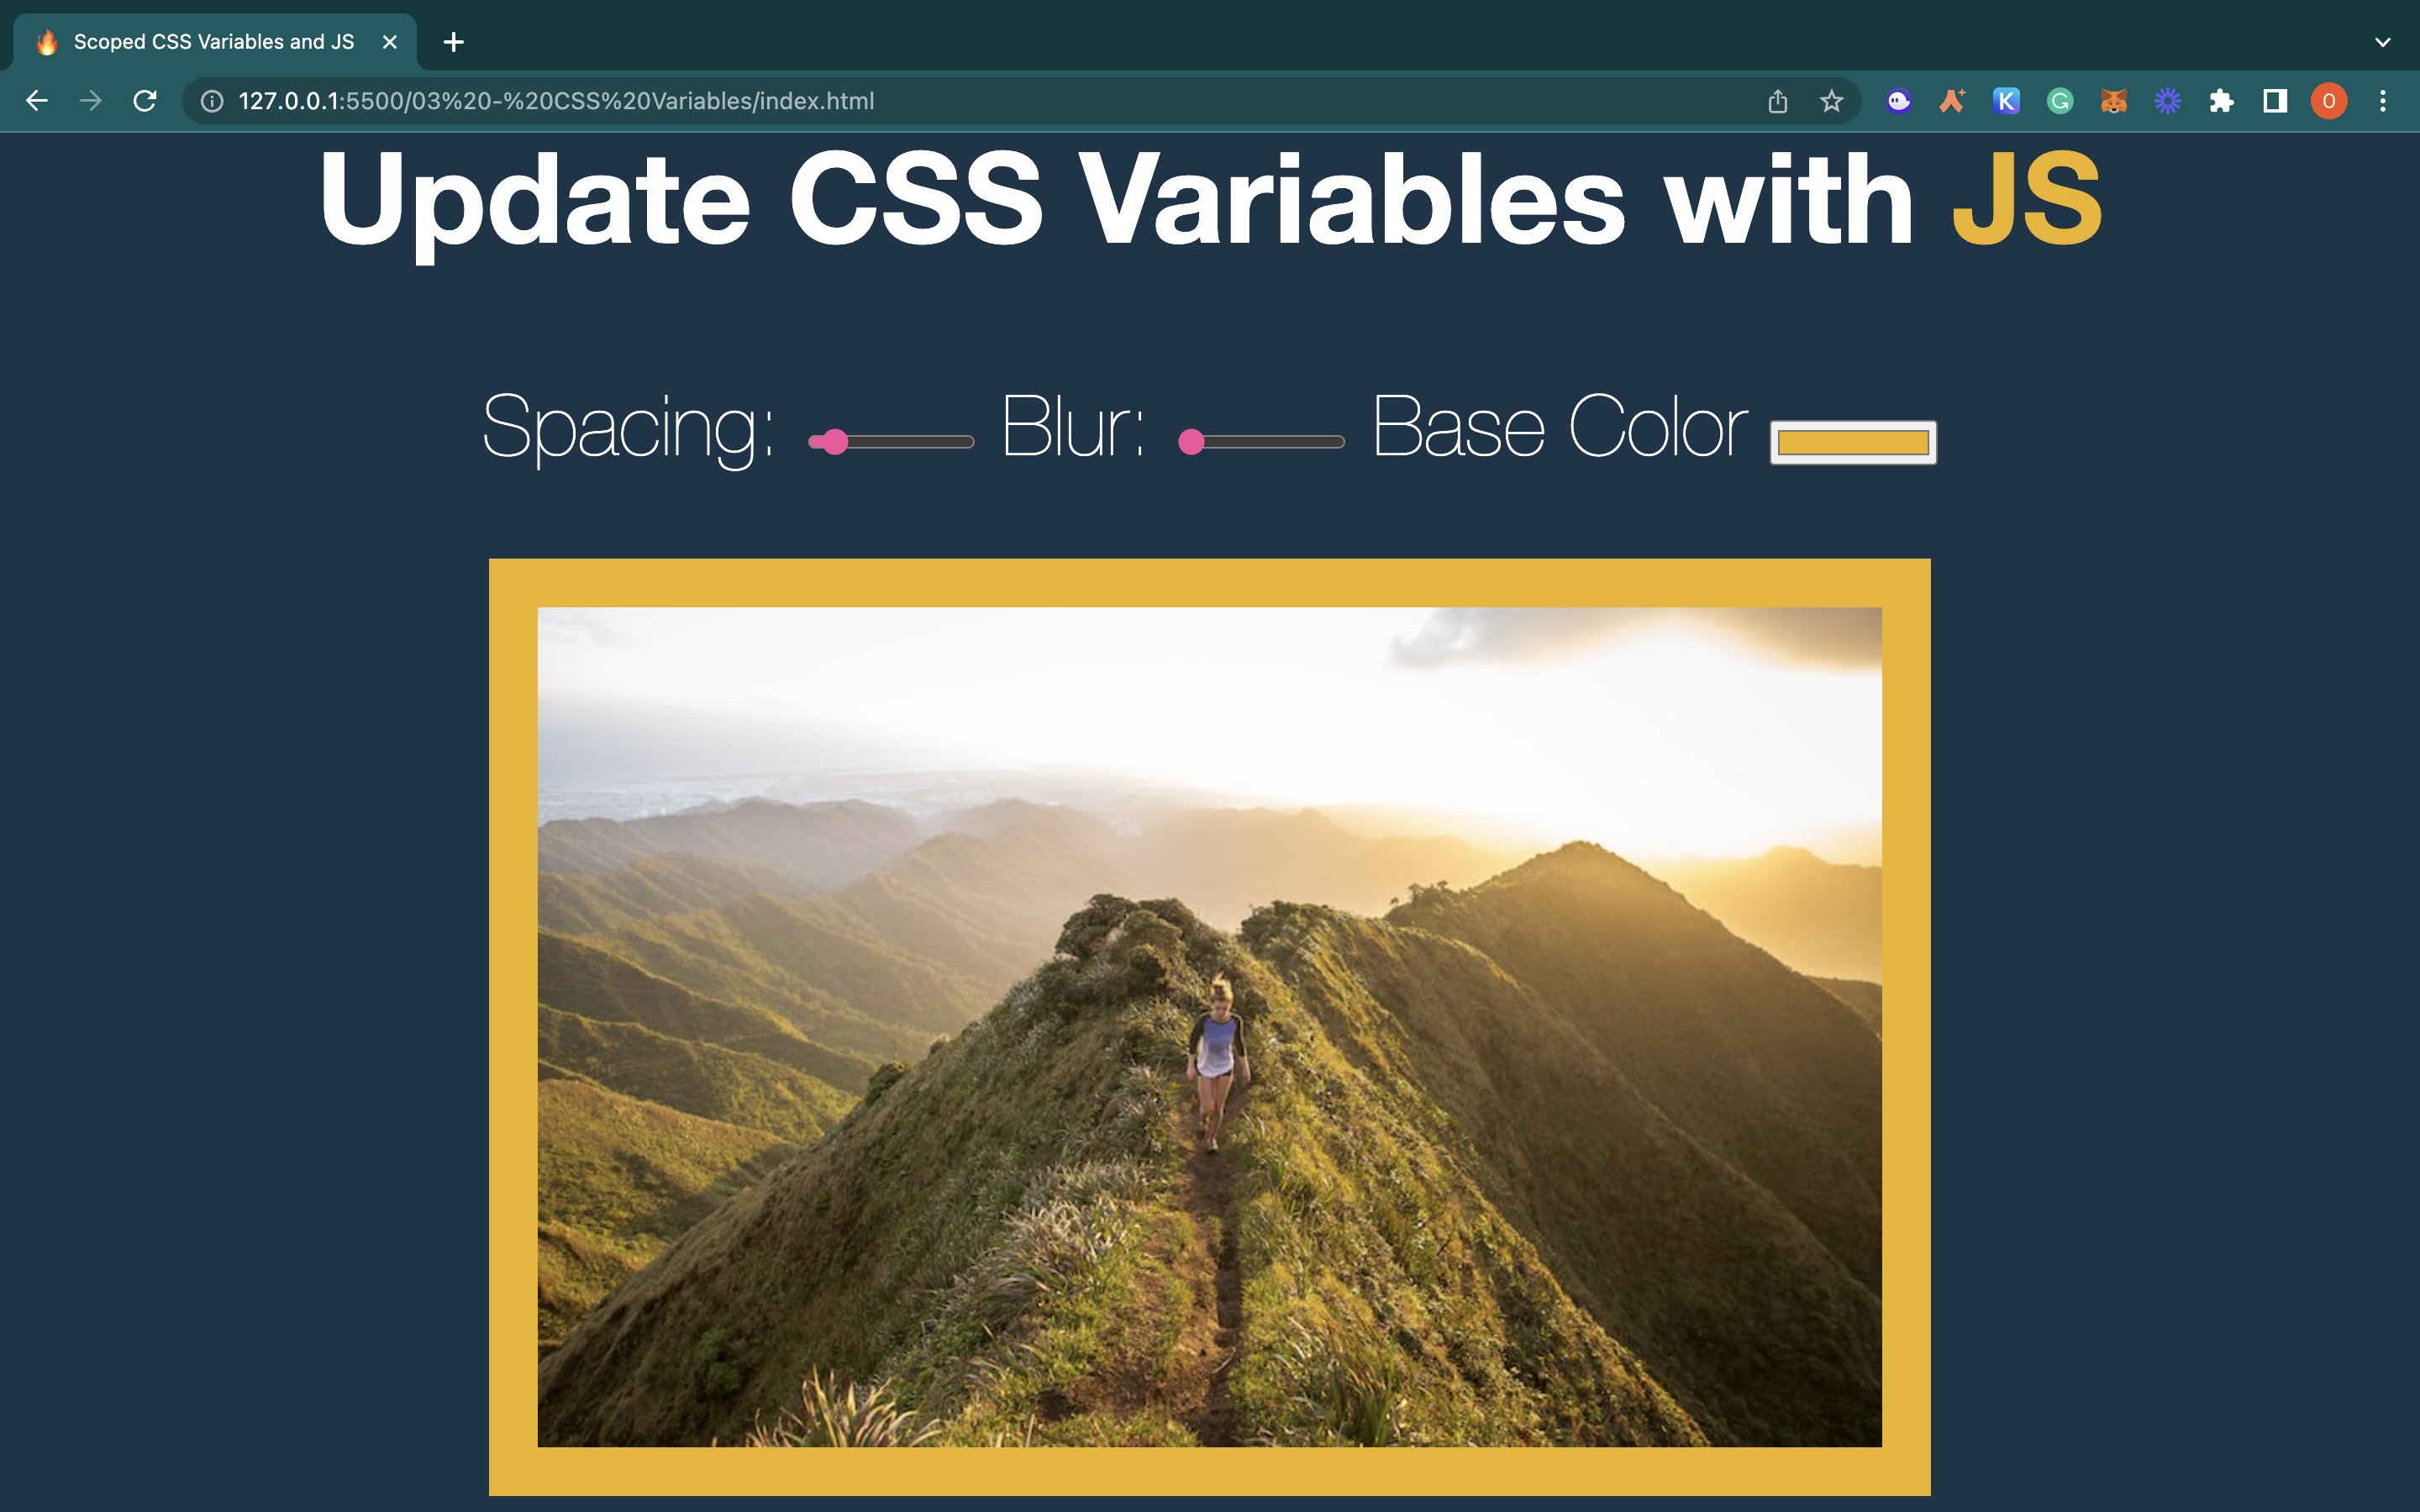 Scoped CSS Variables and JS
127.0.0.1:5500/03%20-%20CSS%20Variables/index.html
K
G
O
Update CSS Variables with JS
Spacing: Blur: Base Color